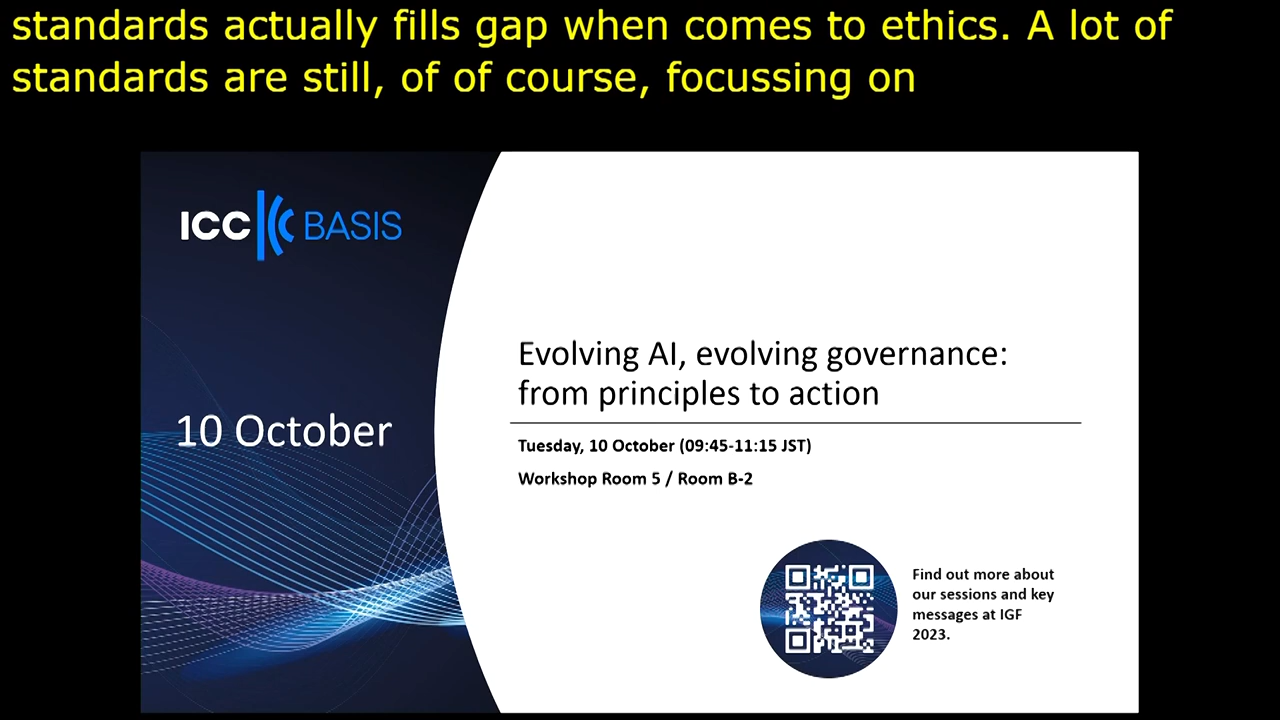 standards actually fills gap when comes to ethics. A lot of
standards are still, of of course, focussing on
ICC BASIS
10 October
Evolving AI, evolving governance:
from principles to action
Tuesday, 10 October (09:45-11:15 JST)
Workshop Room 5 / Room B-2
Find out more about
our sessions and key
messages at IGF
2023.